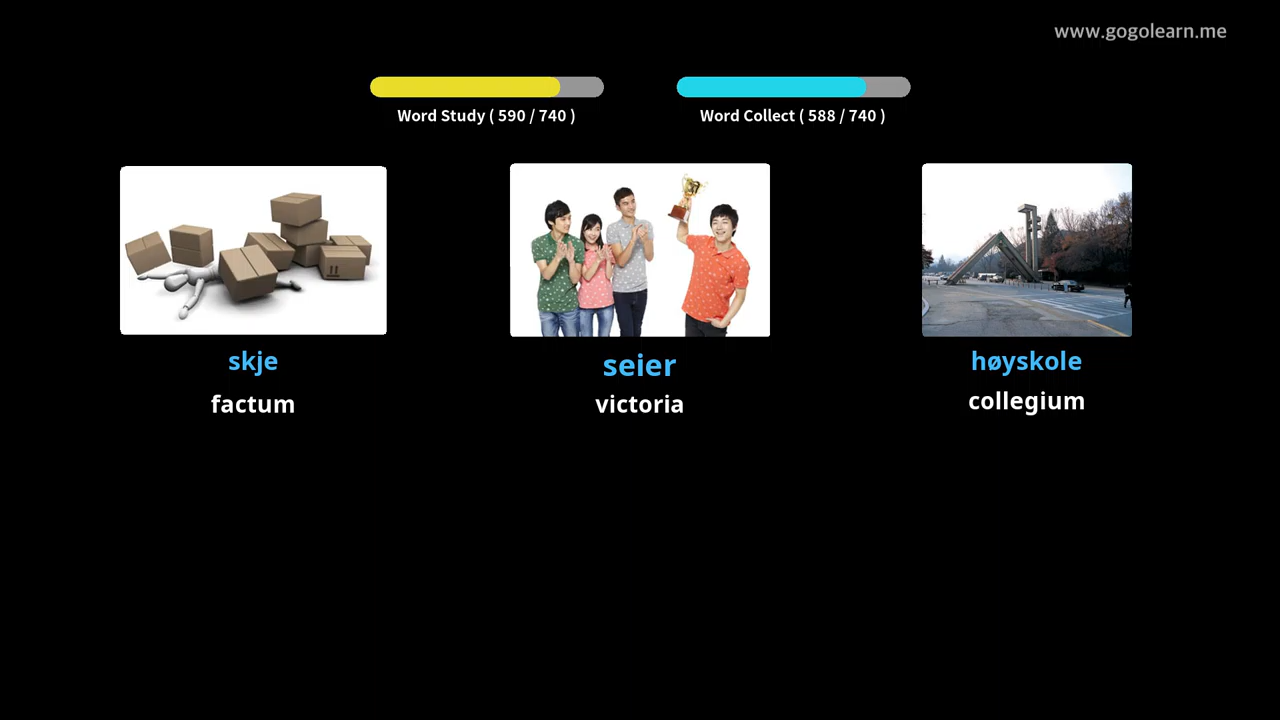 www.gogolearn.me
Word Study ( 590 / 740 )
Word Collect ( 588 / 740 )
skje
seier
høyskole
factum
victoria
collegium